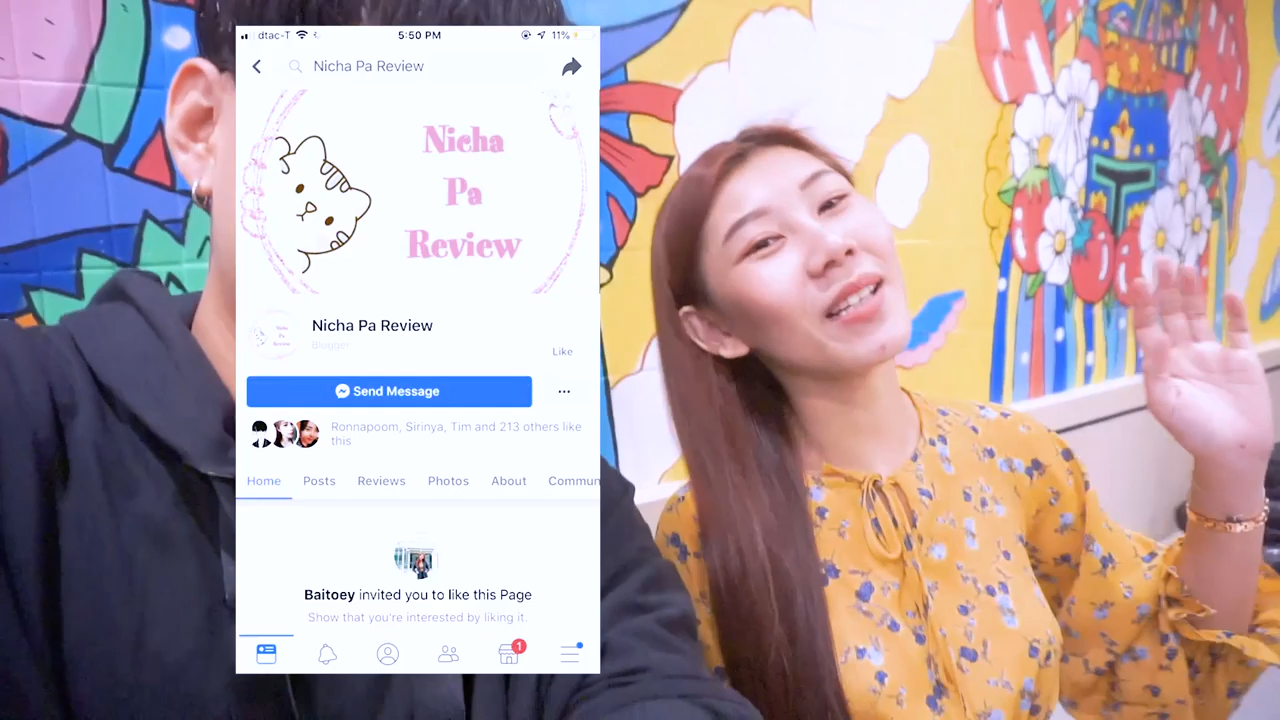 dtac-T
5:50 PM
11%
Nicha Pa Review
Nicha
Pa
Review
Nicha Pa Review
Blogger
Like
Send Message
...
Ronnapoom, Sirinya, Tim and 213 others like
this
Home
Posts
Reviews
Photos
About
Commun
Baitoey invited you to like this Page
Show that you're interested by liking it.
1